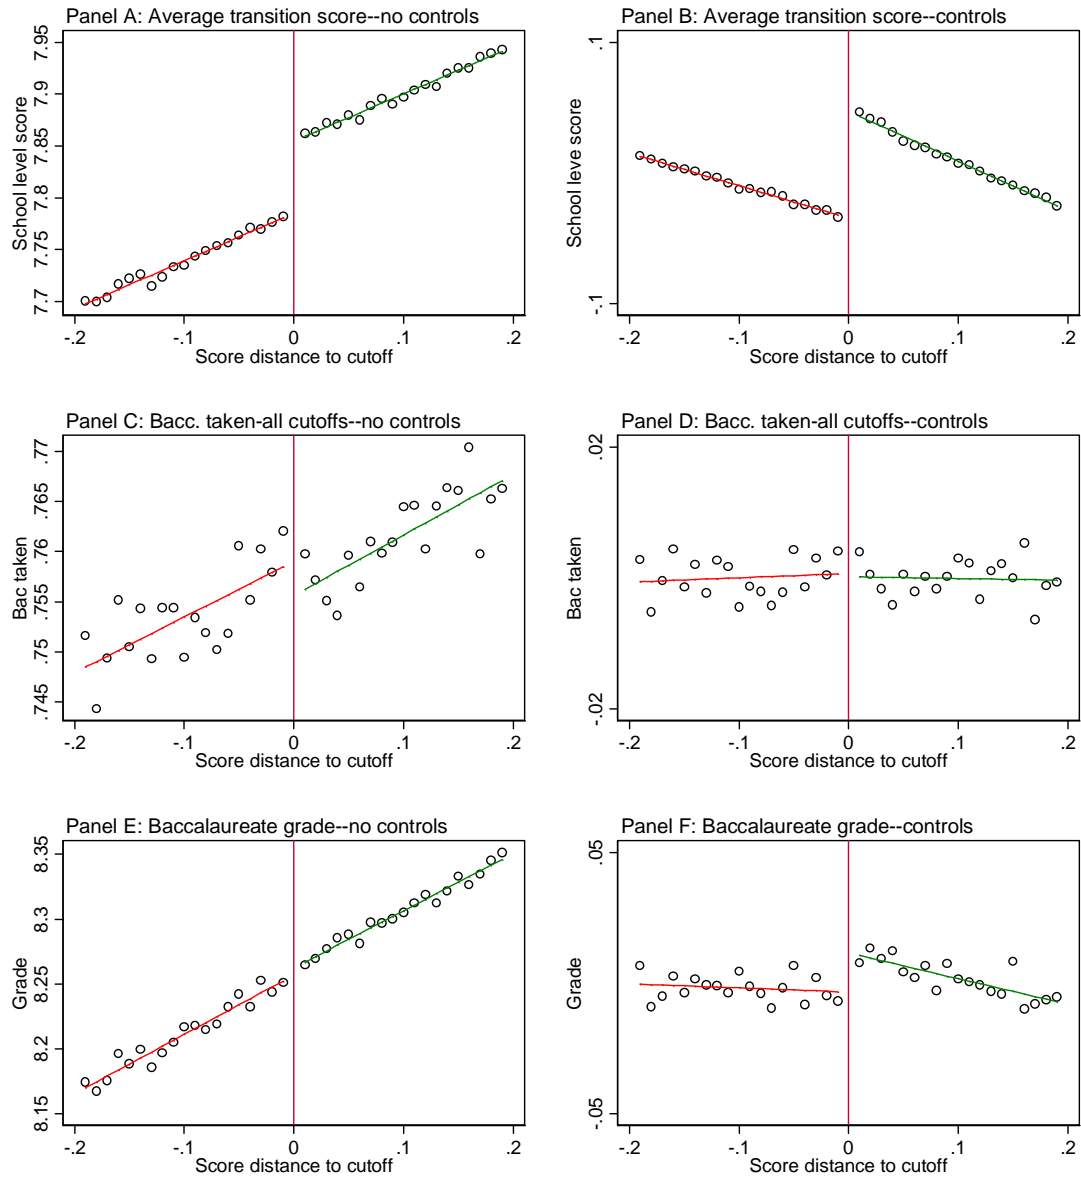 Panel A: Average transition score--no controls
School level score
7.95
7.9
7.85
7.8
7.75
7.7
-.2 -.1 0 .1 .2
Score distance to cutoff
Panel B: Average transition score--controls
School leve score
.1
-.1
-.2 -.1 0 .1 .2
Score distance to cutoff
Panel C: Bacc. taken-all cutoffs--no controls
Bac taken
.77
.765
.76
.755
.75
.745
-.2 -.1 0 .1 .2
Score distance to cutoff
Panel D: Bacc. taken-all cutoffs--controls
Bac taken
.02
-.02
-.2 -.1 0 .1 .2
Score distance to cutoff
Panel E: Baccalaureate grade--no controls
Grade
8.35
8.3
8.25
8.2
8.15
-.2 -.1 0 .1 .2
Score distance to cutoff
Panel F: Baccalaureate grade--controls
Grade
.05
-.05
-.2 -.1 0 .1 .2
Score distance to cutoff